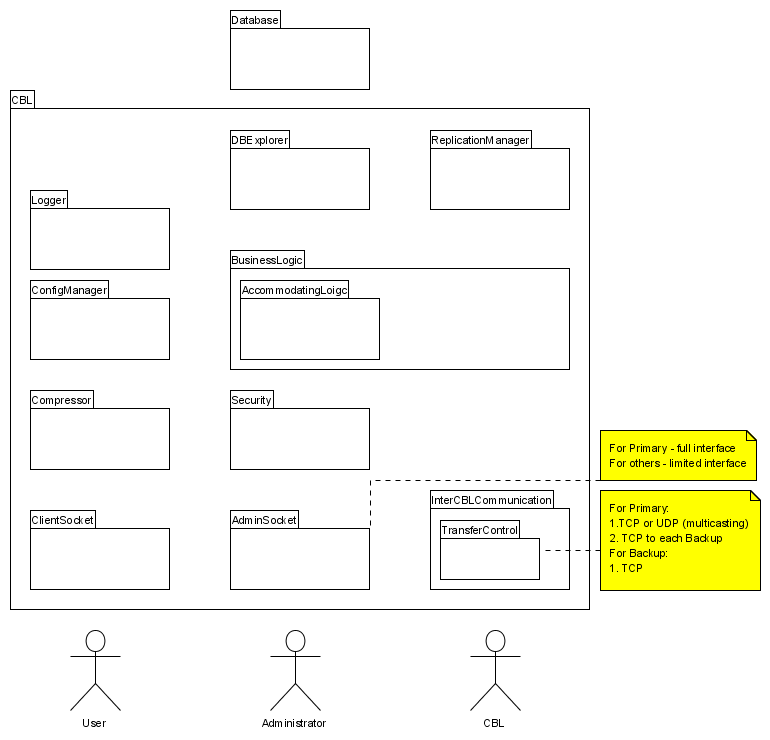 Database
CBL
DBExplorer
ReplicationManager
Logger
BusinessLogic
ConfigManager
AccommodatingLoigc
Compressor
Security
For Primary - full interface
For others - limited interface
ClientSocket
AdminSocket
InterCBLCommunication
TransferControl
For Primary:
1.TCP or UDP (multicasting)
2. TCP to each Backup
For Backup:
1. TCP
User
Administrator
CBL